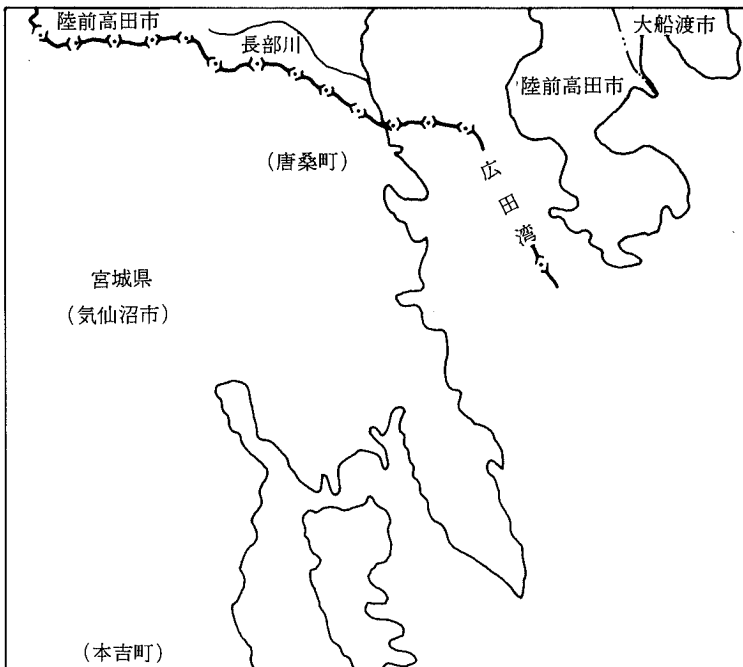 陸前高田市
大船渡市
長部川
陸前高田市
(唐桑町)
広田湾
宮城県
(気仙沼市)
(本吉町)